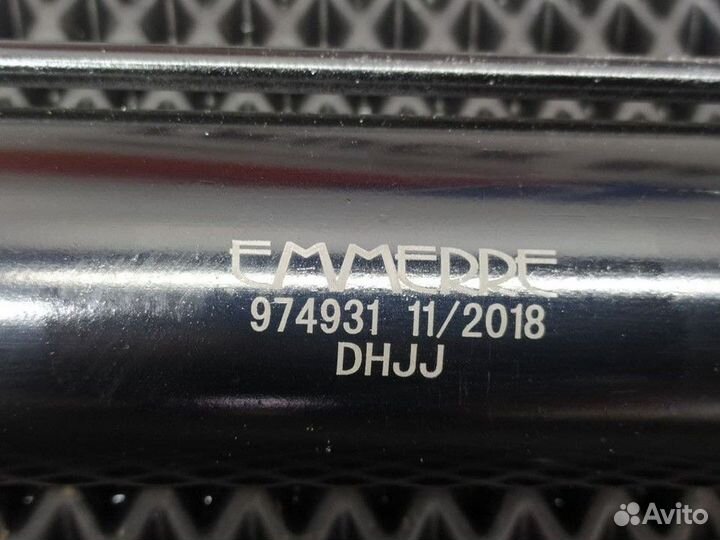 EMMERRE
974931 11/2018
DHJJ
Avito